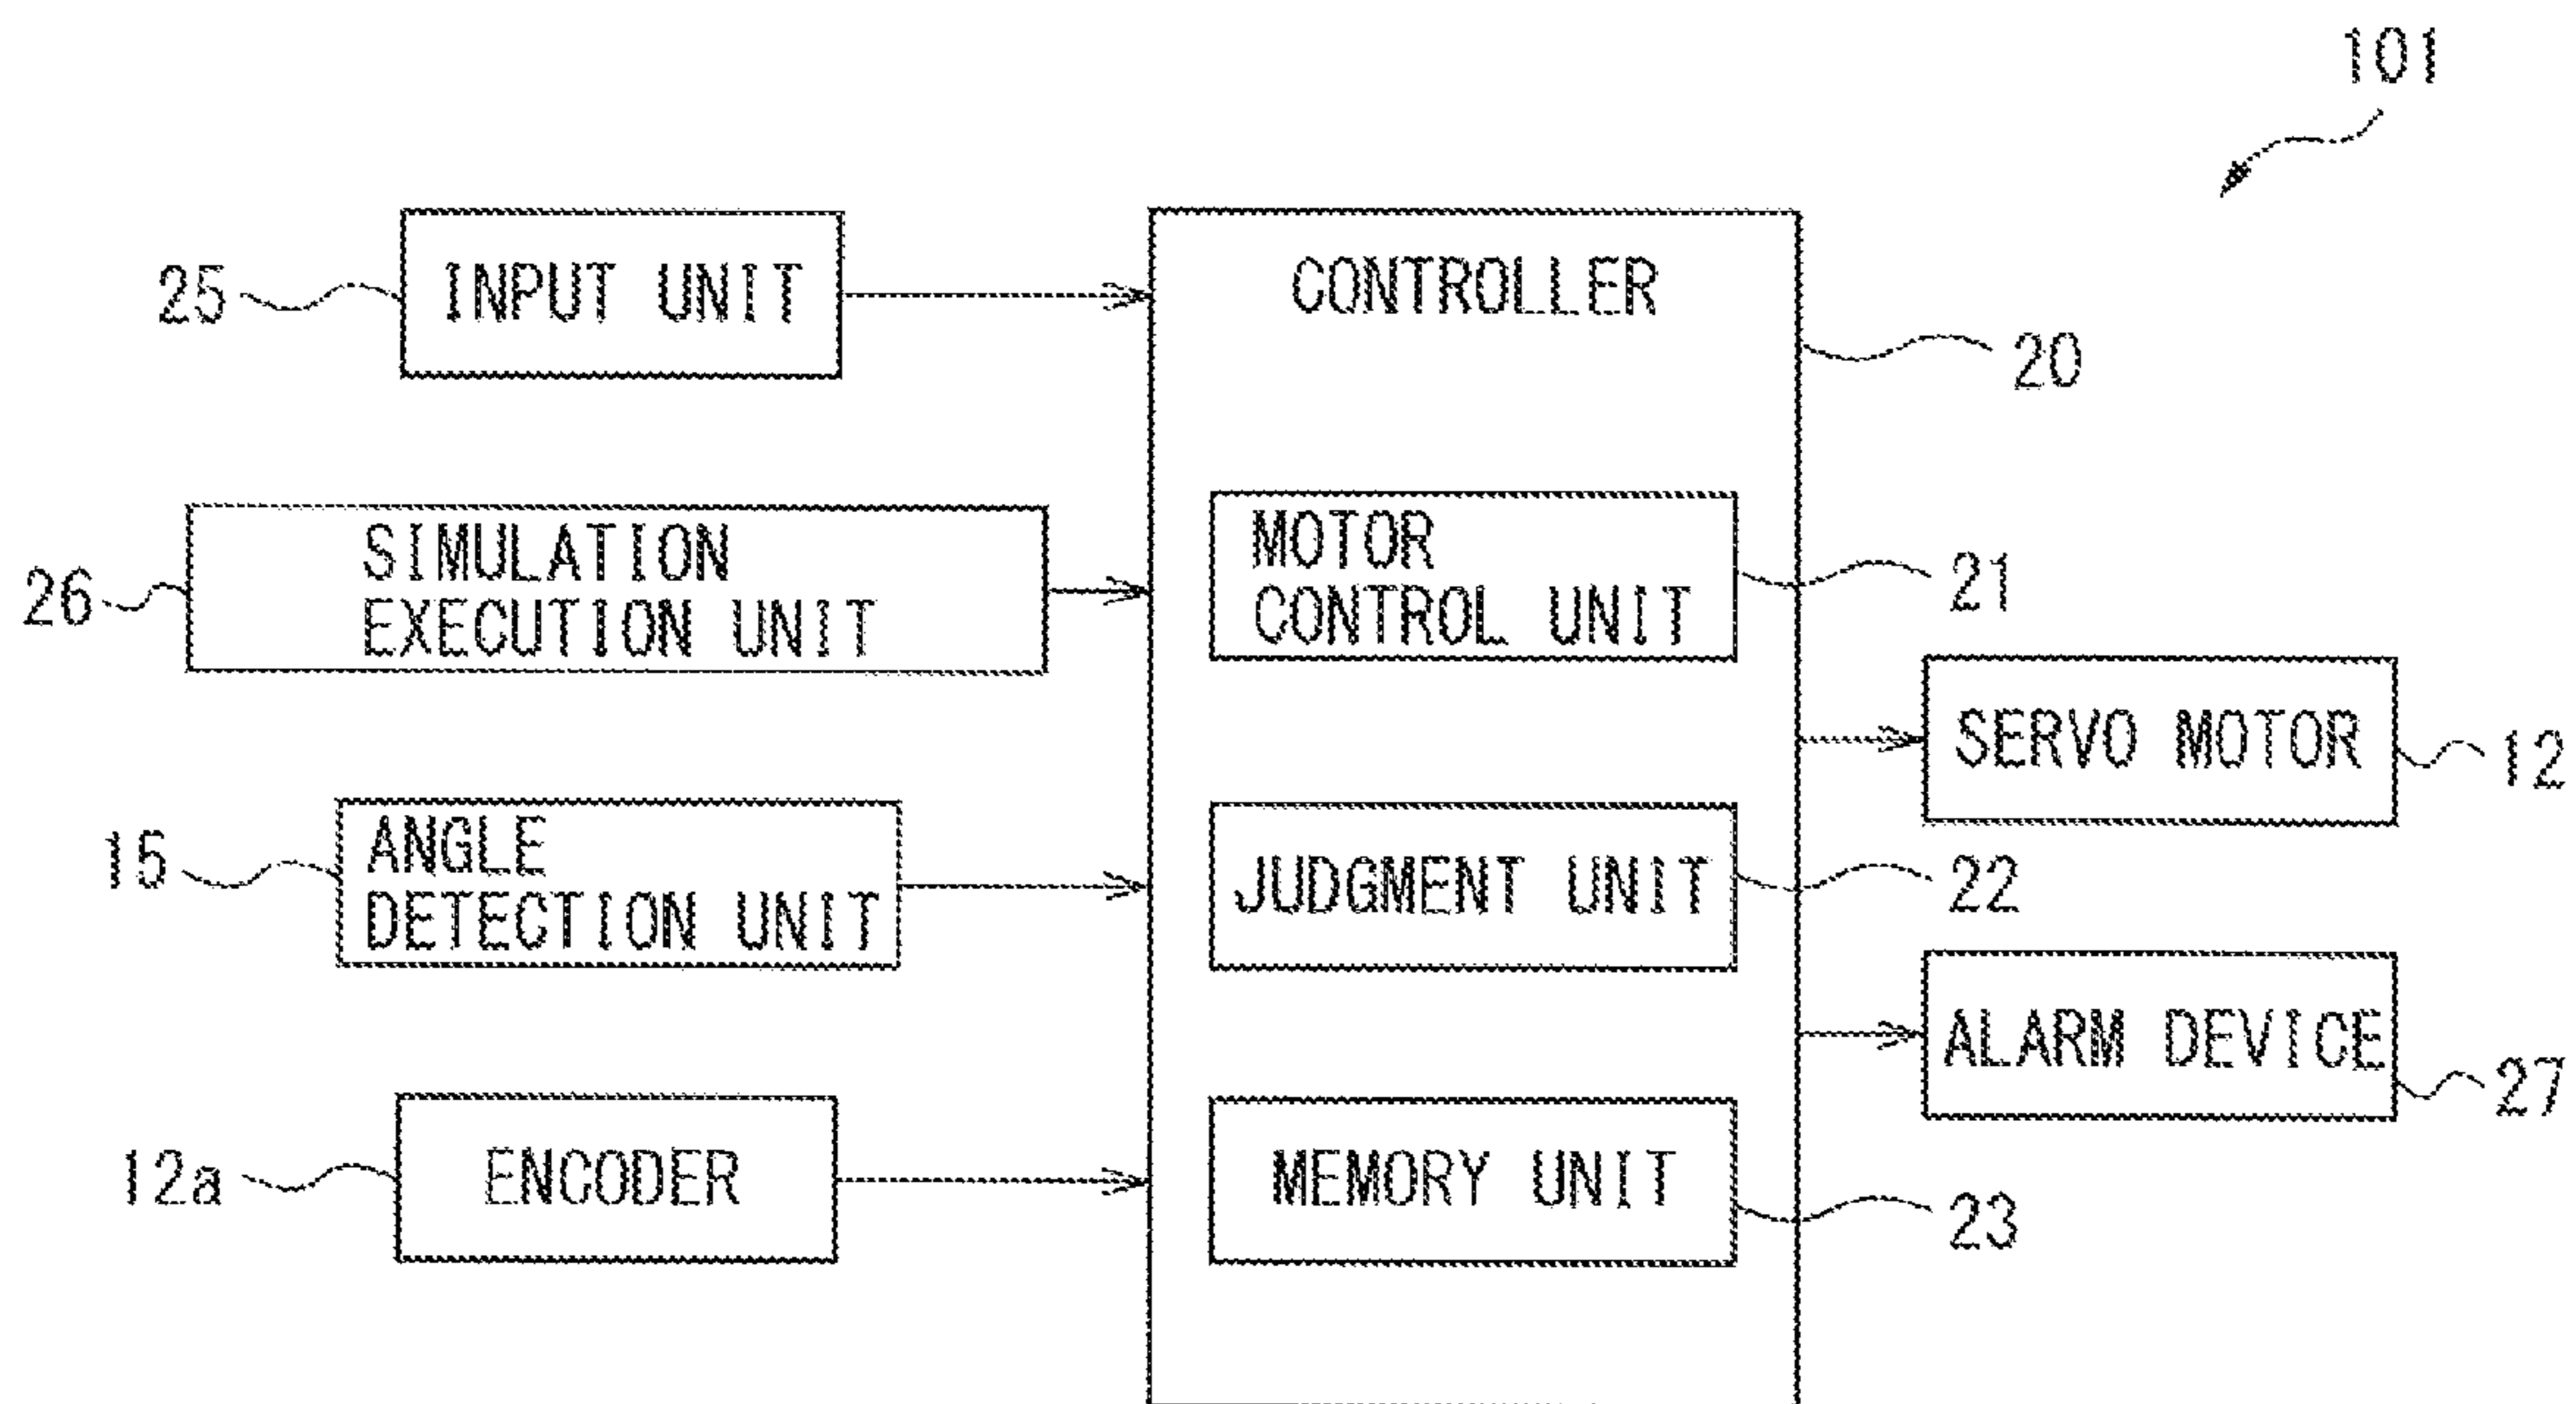 101
25
INPUT UNIT
CONTROLLER
20
26
SIMULATION
EXECUTION UNIT
MOTOR
CONTROL UNIT
21
SERVO MOTOR
12
15
ANGLE
DETECTION UNIT
JUDGMENT UNIT
22
ALARM DEVICE
27
12a
ENCODER
MEMORY UNIT
23